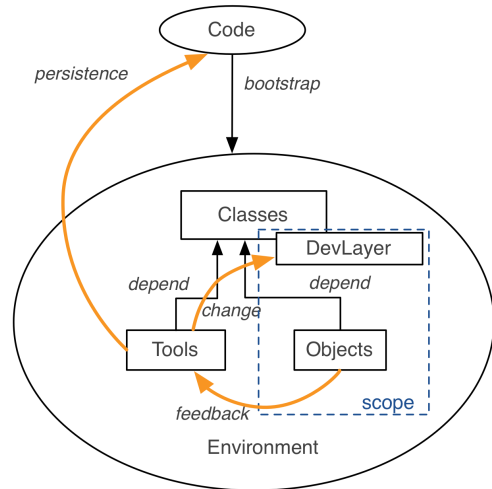 Code
persistence
bootstrap
Classes
DevLayer
depend
depend
change
Tools
Objects
scope
feedback
Environment